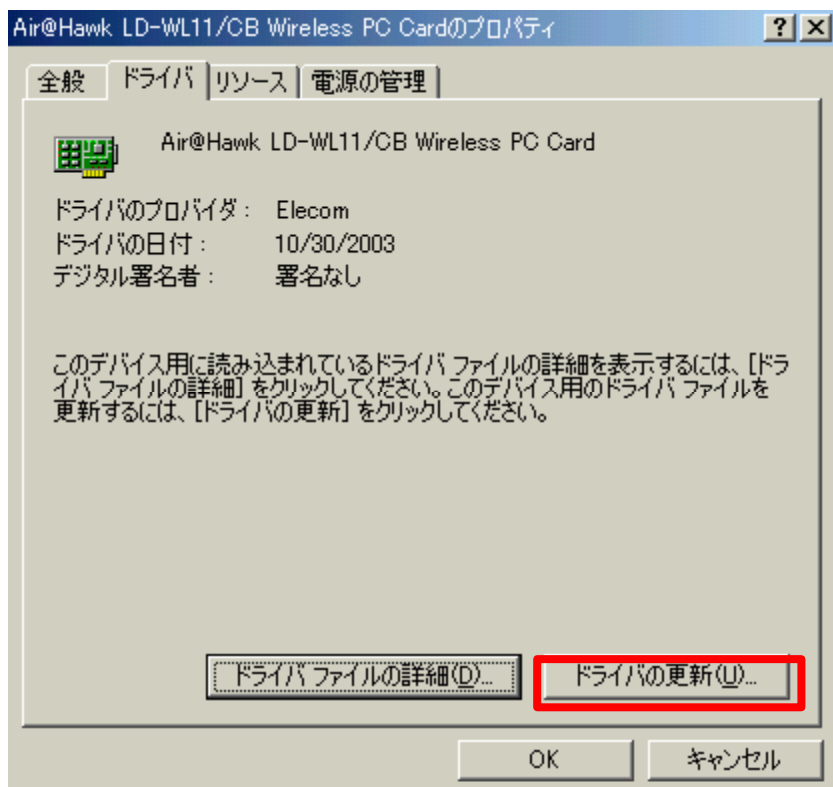 Air@Hawk LD-WL11/CB Wireless PC Cardのプロパティ
全般 ドライバ リソース 電源の管理
Air@Hawk LD-WL11/CB Wireless PC Card
ドライバのプロバイダ： Elecom
ドライバの日付： 10/30/2003
デジタル署名者： 署名なし
このデバイス用に読み込まれているドライバ ファイルの詳細を表示するには、[ドラ
イバ ファイルの詳細] をクリックしてください。このデバイス用のドライバ ファイルを
更新するには、[ドライバの更新] をクリックしてください。
ドライバ ファイルの詳細(D)... ドライバの更新(U)...
OK キャンセル